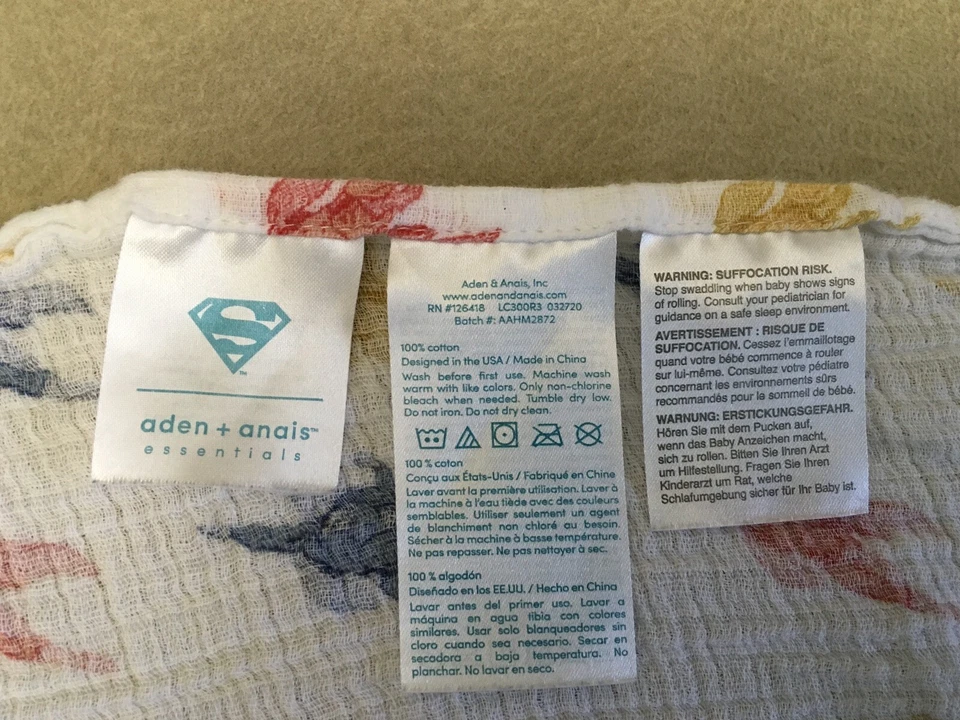 S
TM
aden + anais™
essentials
Aden & Anais, Inc
www.adenandanais.com
RN #126418 LC300R3 032720
Batch #: AAHM2872
100% cotton
Designed in the USA / Made in China
Wash before first use. Machine wash
warm with like colors. Only non-chlorine
bleach when needed. Tumble dry low.
Do not iron. Do not dry clean.
100 % coton
Conçu aux États-Unis / Fabriqué en Chine
Laver avant la première utilisation. Laver à
la machine à l'eau tiède avec des couleurs
semblables. Utiliser seulement un agent
de blanchiment non chloré au besoin.
Sécher à la machine à basse température.
Ne pas repasser. Ne pas nettoyer à sec.
100 % algodón
Diseñado en los EE.UU. / Hecho en China
Lavar antes del primer uso. Lavar a
máquina en agua tibia con colores
similares. Usar solo blanqueadores sin
cloro cuando sea necesario. Secar en
secadora a baja temperatura. No
planchar. No lavar en seco.
WARNING: SUFFOCATION RISK.
Stop swaddling when baby shows signs
of rolling. Consult your pediatrician for
guidance on a safe sleep environment.
AVERTISSEMENT : RISQUE DE
SUFFOCATION. Cessez l'emmaillotage
quand votre bébé commence à rouler
sur lui-même. Consultez votre pédiatre
concernant les environnements sûrs
recommandés pour le sommeil de bébé.
WARNUNG: ERSTICKUNGSGEFAHR.
Hören Sie mit dem Pucken auf,
wenn das Baby Anzeichen macht,
sich zu rollen. Bitten Sie Ihren Arzt
um Hilfestellung. Fragen Sie Ihren
Kinderarzt um Rat, welche
Schlafumgebung sicher für Ihr Baby ist.